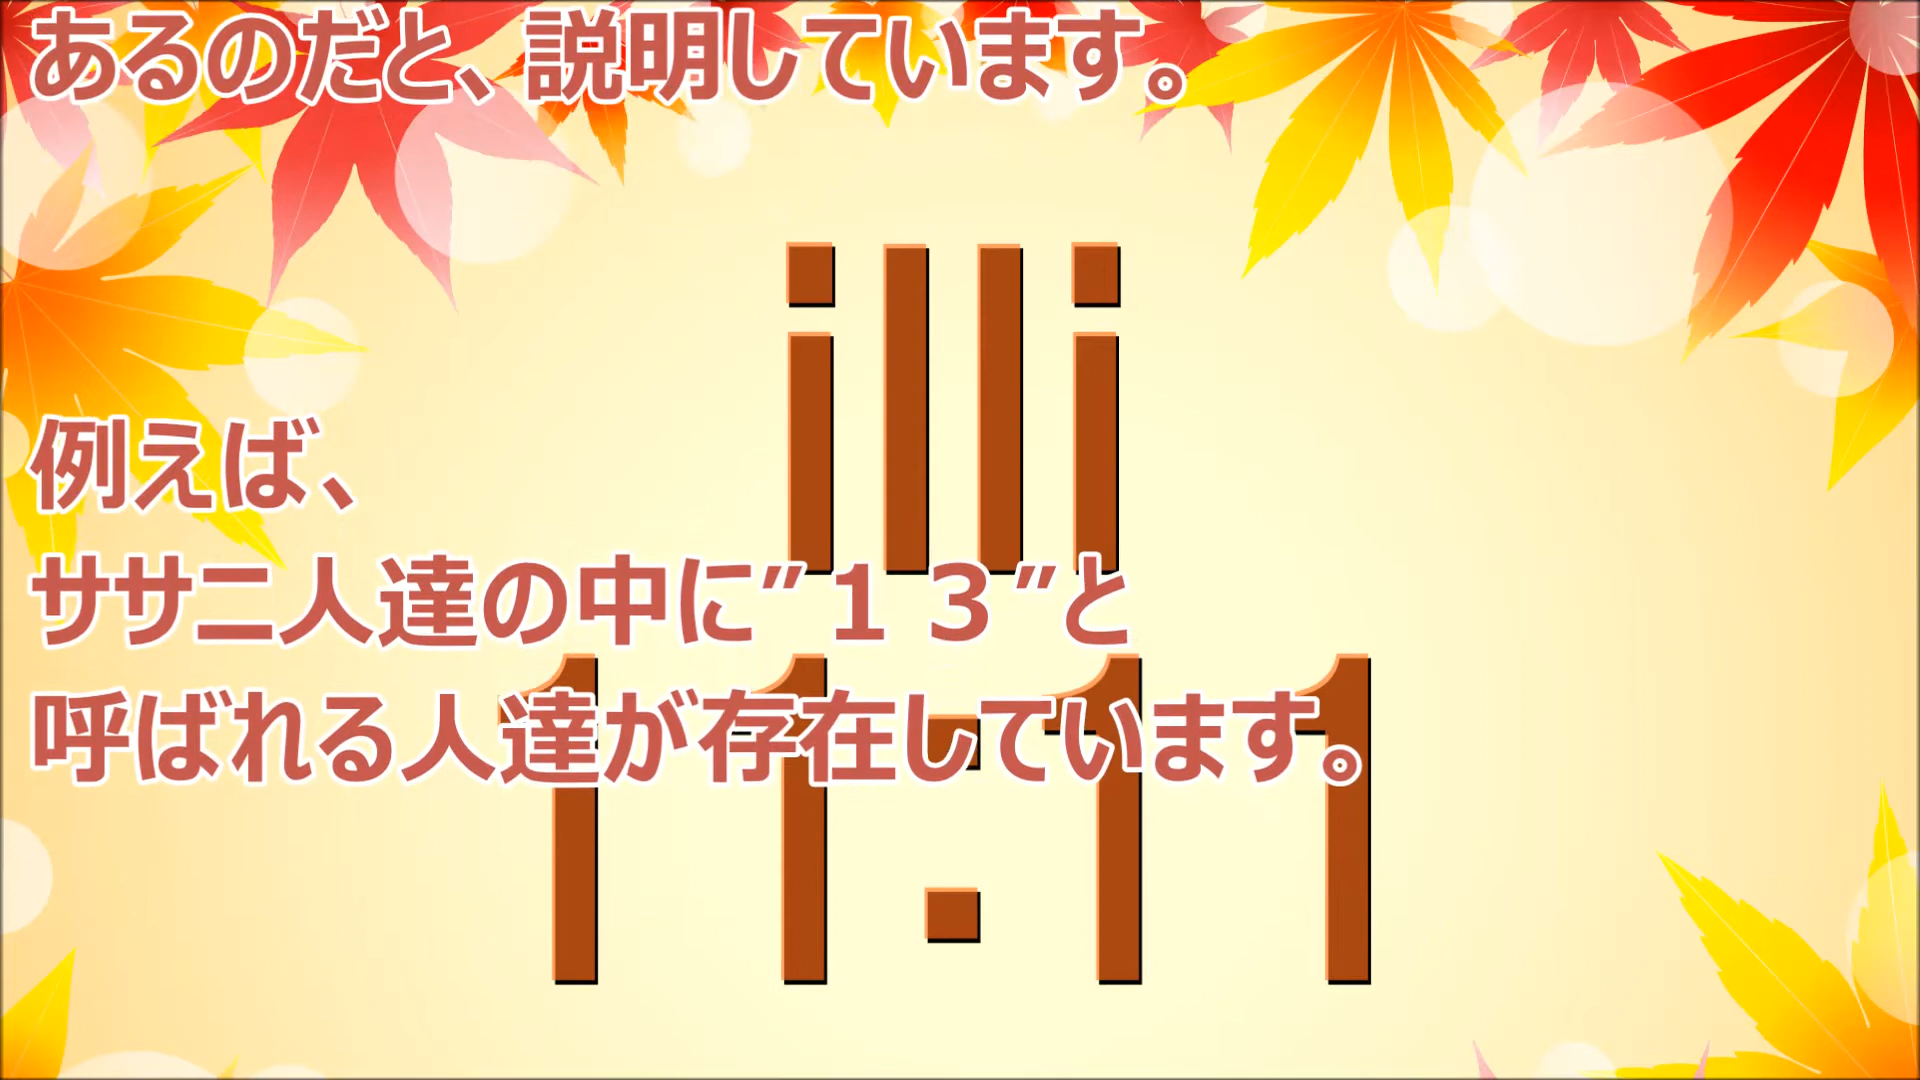 あるのだと、説明しています。
illi
例えば、
ササニ人達の中に”１３”と
呼ばれる人達が存在しています。
11:11